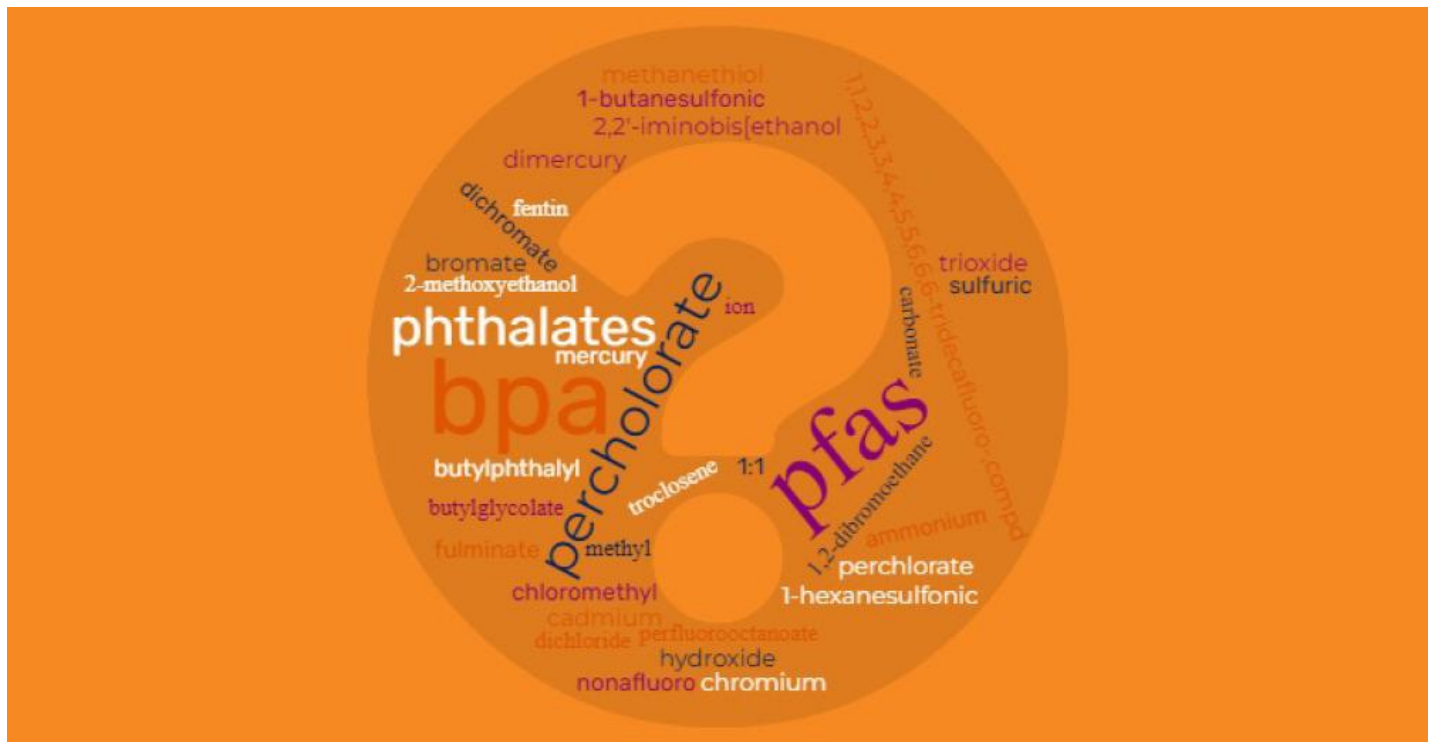 methanethiol
1-butanesulfonic
2,2'-iminobis[ethanol
dimercury
dichromate
fentin
bromate
2-methoxyethanol
phthalates
mercury
bpa
percholorate
ion
butylphthalyl
butylglycolate
fulminate
methyl
troclosene
1:1
chloromethyl
cadmium
dichloride
perfluorooctanoate
hydroxide
nonafluoro
chromium
1,1,2,2,3,3,4,4,5,5,6,6,6-tridecafluoro-,compd
trioxide
sulfuric
carbonate
pfas
1,2-dibromoethane
ammonium
perchlorate
1-hexanesulfonic